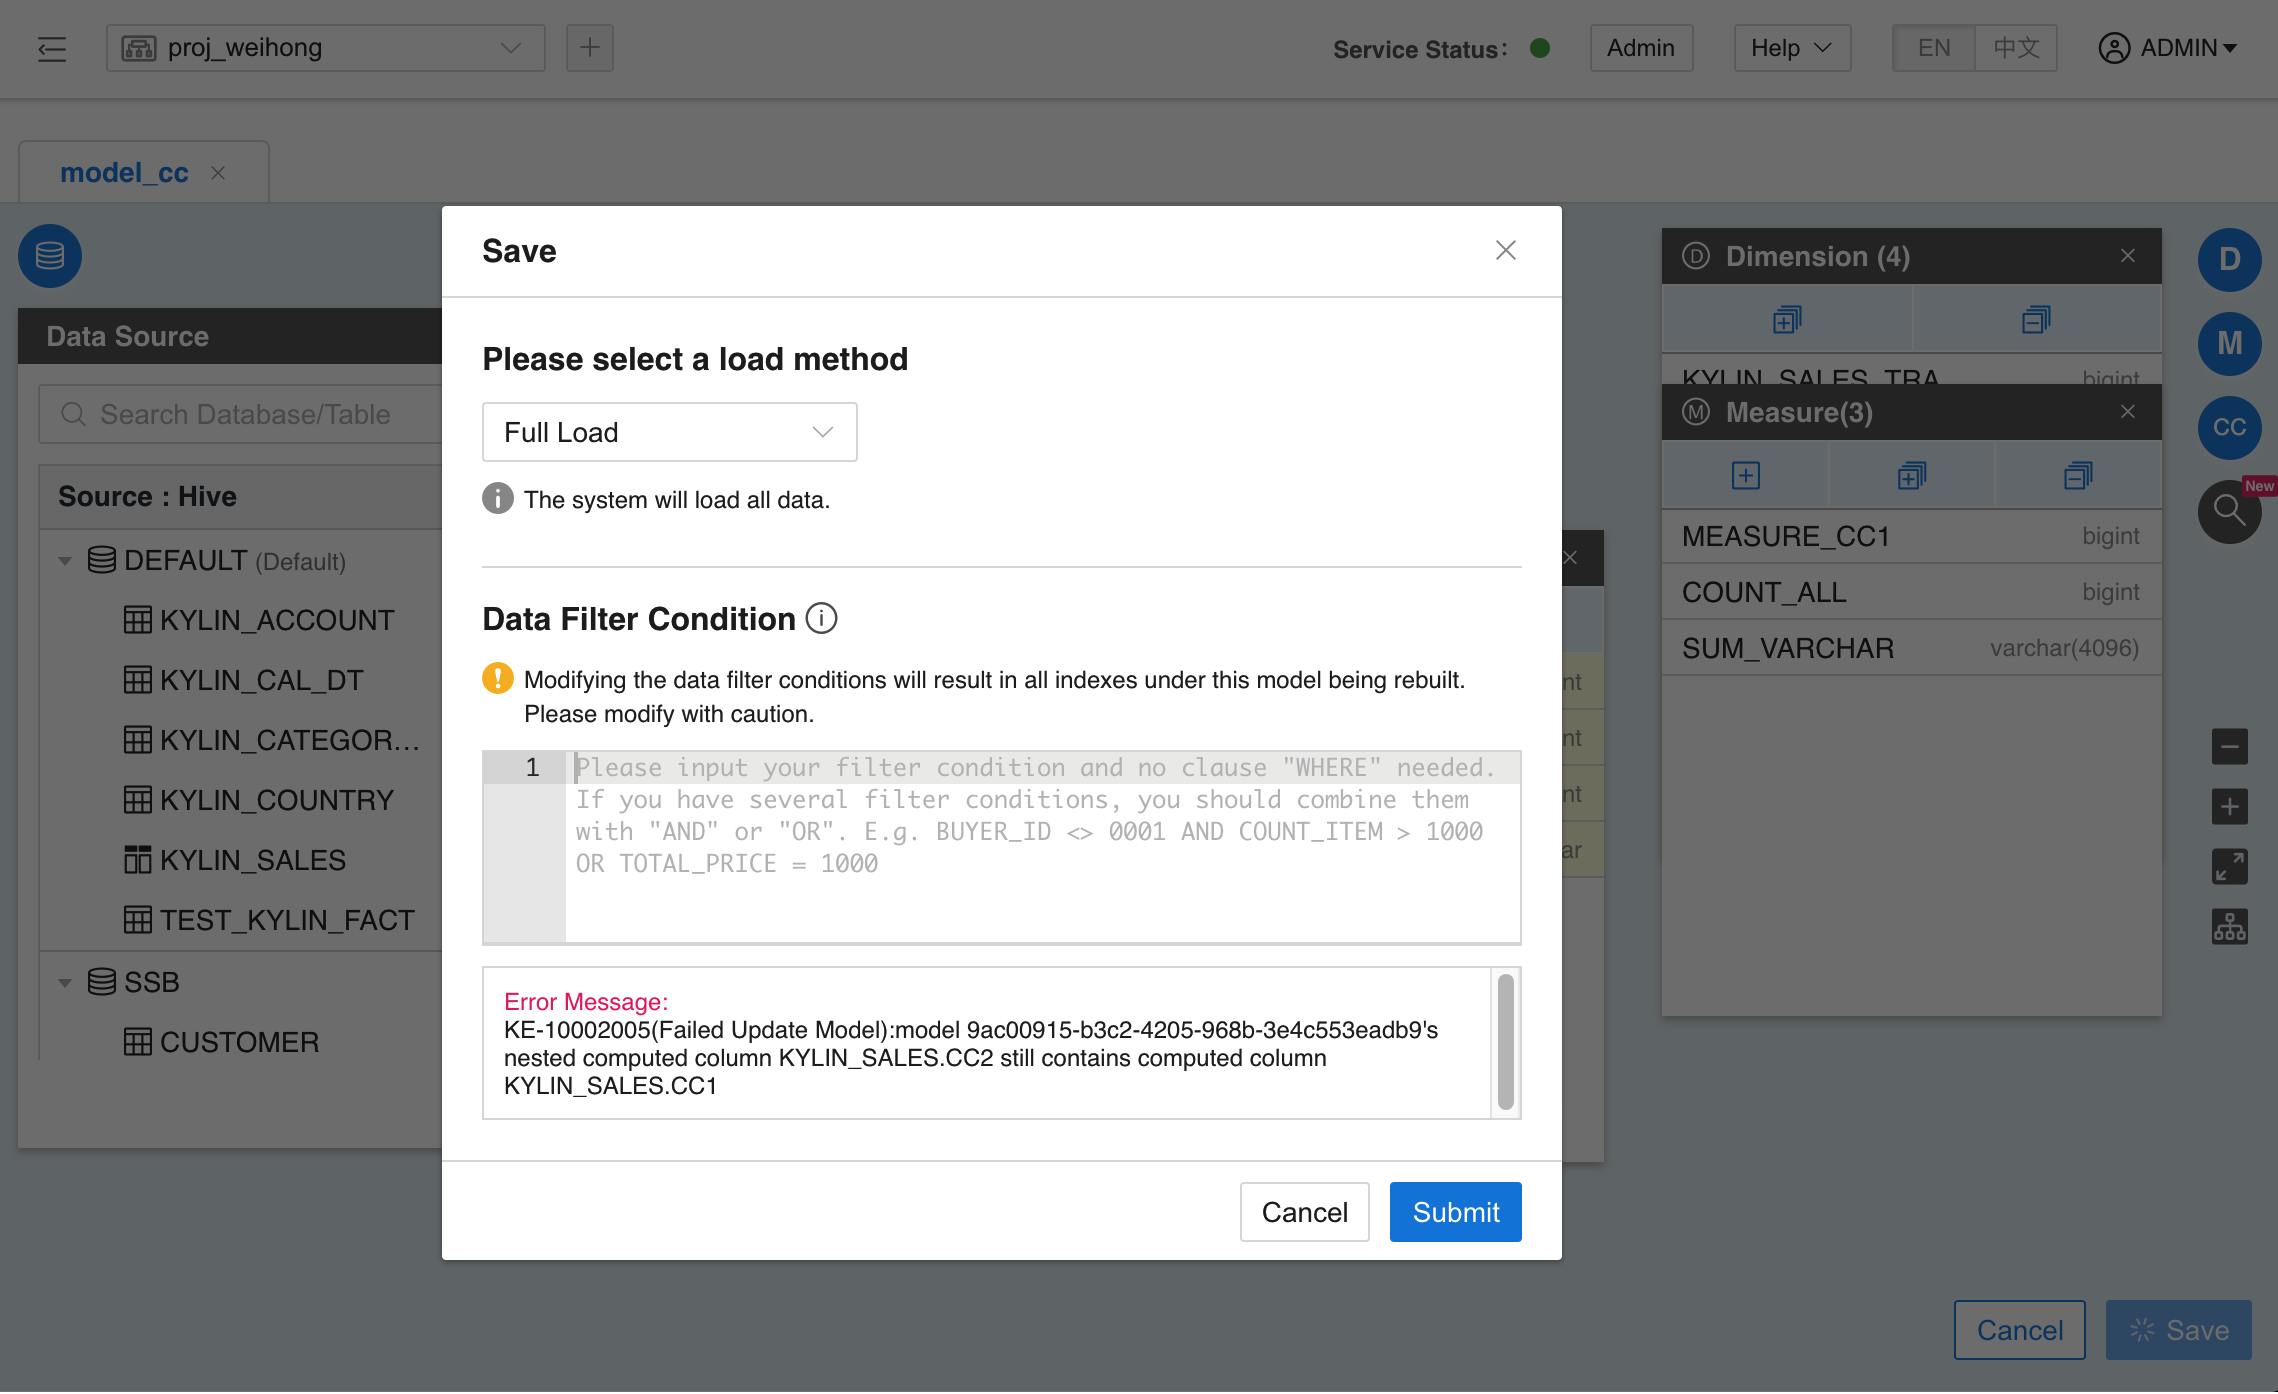 proj_weihong
Service Status:
Admin
Help
EN
中文
ADMIN
model_cc
Data Source
Search Database/Table
Source : Hive
DEFAULT (Default)
KYLIN_ACCOUNT
KYLIN_CAL_DT
KYLIN_CATEGOR...
KYLIN_COUNTRY
KYLIN_SALES
TEST_KYLIN_FACT
SSB
CUSTOMER
Save
Please select a load method
Full Load
The system will load all data.
Data Filter Condition
Modifying the data filter conditions will result in all indexes under this model being rebuilt.
Please modify with caution.
1
Please input your filter condition and no clause "WHERE" needed.
If you have several filter conditions, you should combine them
with "AND" or "OR". E.g. BUYER_ID <> 0001 AND COUNT_ITEM > 1000
OR TOTAL_PRICE = 1000
Error Message:
KE-10002005(Failed Update Model):model 9ac00915-b3c2-4205-968b-3e4c553eadb9's
nested computed column KYLIN_SALES.CC2 still contains computed column
KYLIN_SALES.CC1
Cancel
Submit
nt
nt
nt
ar
D
Dimension (4)
KYLIN_SALES_TRA
bigint
M
Measure(3)
MEASURE_CC1
bigint
COUNT_ALL
bigint
SUM_VARCHAR
varchar(4096)
D
M
CC
New
Cancel
Save